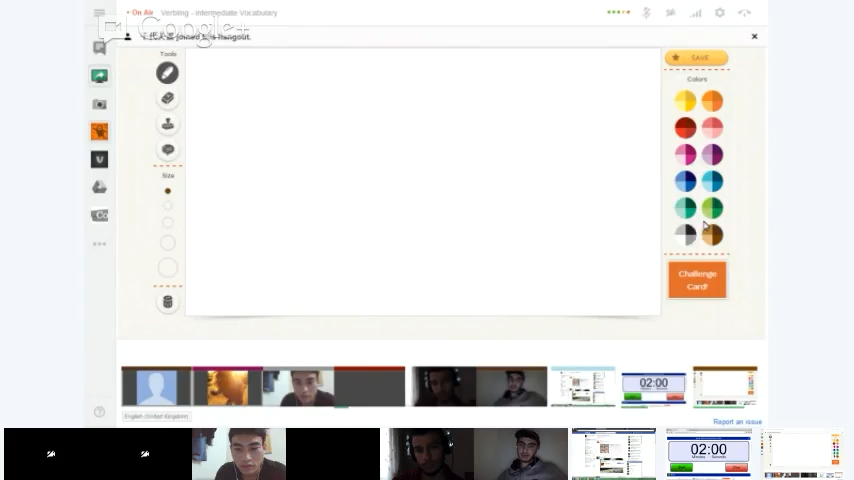 On Air Verbling - Intermediate Vocabulary
Google+
joined this hangout.
Tools
SAVE
Colors
Size
Challenge
Card!
02:00
English (United Kingdom)
Report an issue
02:00